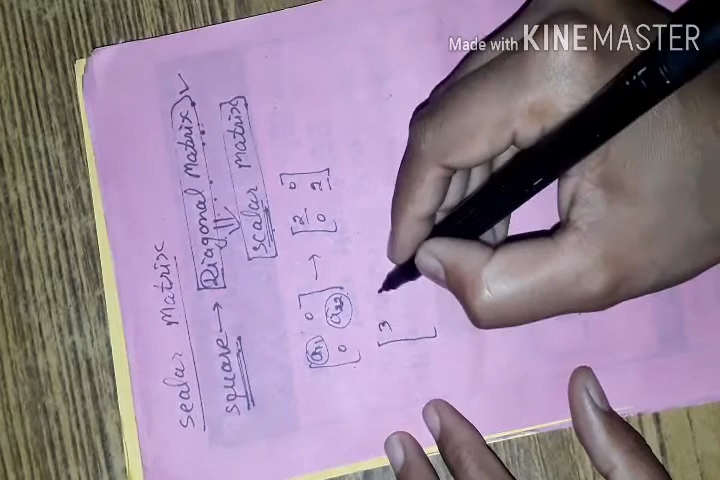 Made with KINEMASTER
Scalar Matrix
square → Diagonal Matrix ✓
⇓
Scalar Matrix
[a11 0
0 a22] → [2 0
0 2]
[3